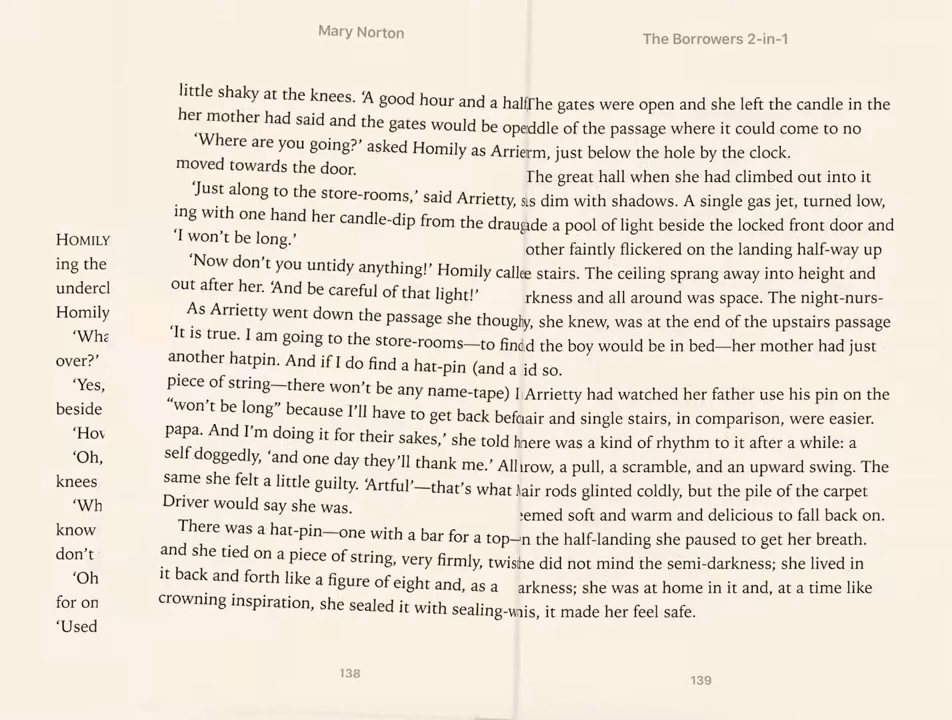 Mary Norton
The Borrowers 2-in-1
HOMILY
ing the
undercl
Homily
‘Wha
over?’
‘Yes,
beside
‘How
‘Oh,
knees
‘Wh
know
don’t
‘Oh
for on
‘Used
little shaky at the knees. ‘A good hour and a half
her mother had said and the gates would be ope
‘Where are you going?’ asked Homily as Arrie
moved towards the door.
‘Just along to the store-rooms,’ said Arrietty, s
ing with one hand her candle-dip from the draug
‘I won’t be long.’
‘Now don’t you untidy anything!’ Homily calle
out after her. ‘And be careful of that light!’
As Arrietty went down the passage she though
‘It is true. I am going to the store-rooms—to find
another hatpin. And if I do find a hat-pin (and a
piece of string—there won’t be any name-tape) I
“won’t be long” because I’ll have to get back befo
papa. And I’m doing it for their sakes,’ she told h
self doggedly, ‘and one day they’ll thank me.’ All
same she felt a little guilty. ‘Artful’—that’s what
Driver would say she was.
There was a hat-pin—one with a bar for a top—
and she tied on a piece of string, very firmly, twis
it back and forth like a figure of eight and, as a
crowning inspiration, she sealed it with sealing-w
138
The gates were open and she left the candle in the
ddle of the passage where it could come to no
rm, just below the hole by the clock.
The great hall when she had climbed out into it
as dim with shadows. A single gas jet, turned low,
ade a pool of light beside the locked front door and
other faintly flickered on the landing half-way up
e stairs. The ceiling sprang away into height and
rkness and all around was space. The night-nurs-
y, she knew, was at the end of the upstairs passage
d the boy would be in bed—her mother had just
id so.
Arrietty had watched her father use his pin on the
air and single stairs, in comparison, were easier.
here was a kind of rhythm to it after a while: a
row, a pull, a scramble, and an upward swing. The
air rods glinted coldly, but the pile of the carpet
emed soft and warm and delicious to fall back on.
n the half-landing she paused to get her breath.
he did not mind the semi-darkness; she lived in
arkness; she was at home in it and, at a time like
is, it made her feel safe.
139